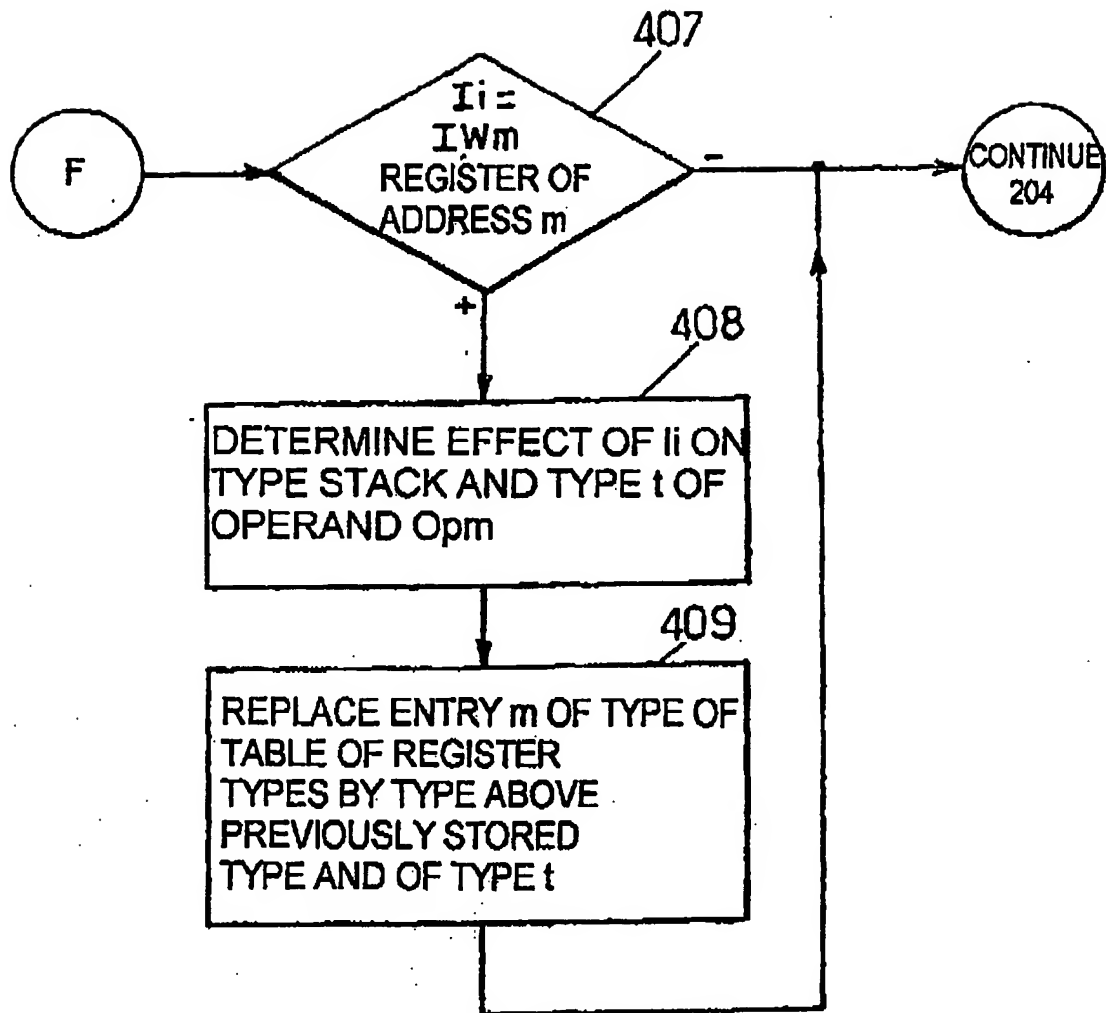 407
F
Ii=
IWm
REGISTER OF
ADDRESS m
-
CONTINUE
204
+
408
DETERMINE EFFECT OF Ii ON
TYPE STACK AND TYPE t OF
OPERAND Opm
409
REPLACE ENTRY m OF TYPE OF
TABLE OF REGISTER
TYPES BY TYPE ABOVE
PREVIOUSLY STORED
TYPE AND OF TYPE t